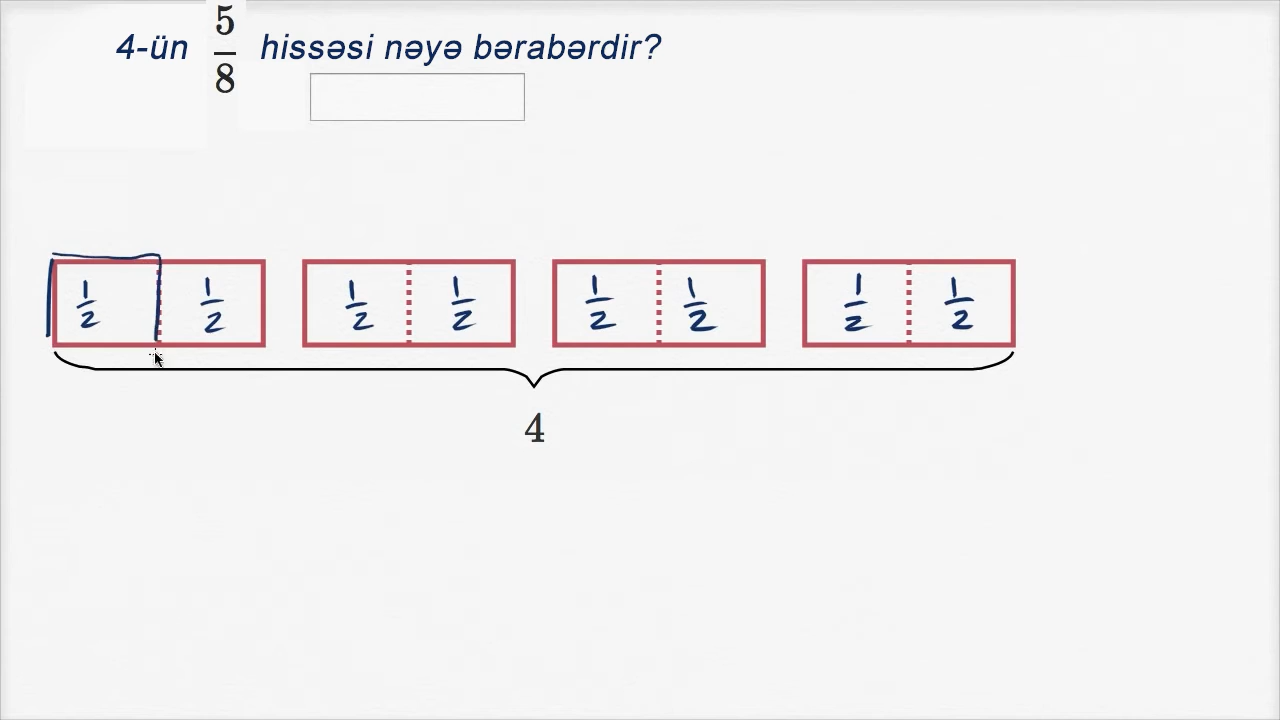 4-ün 5/8 hissəsi nəyə bərabərdir?
1/2 1/2 1/2 1/2 1/2 1/2 1/2 1/2
4